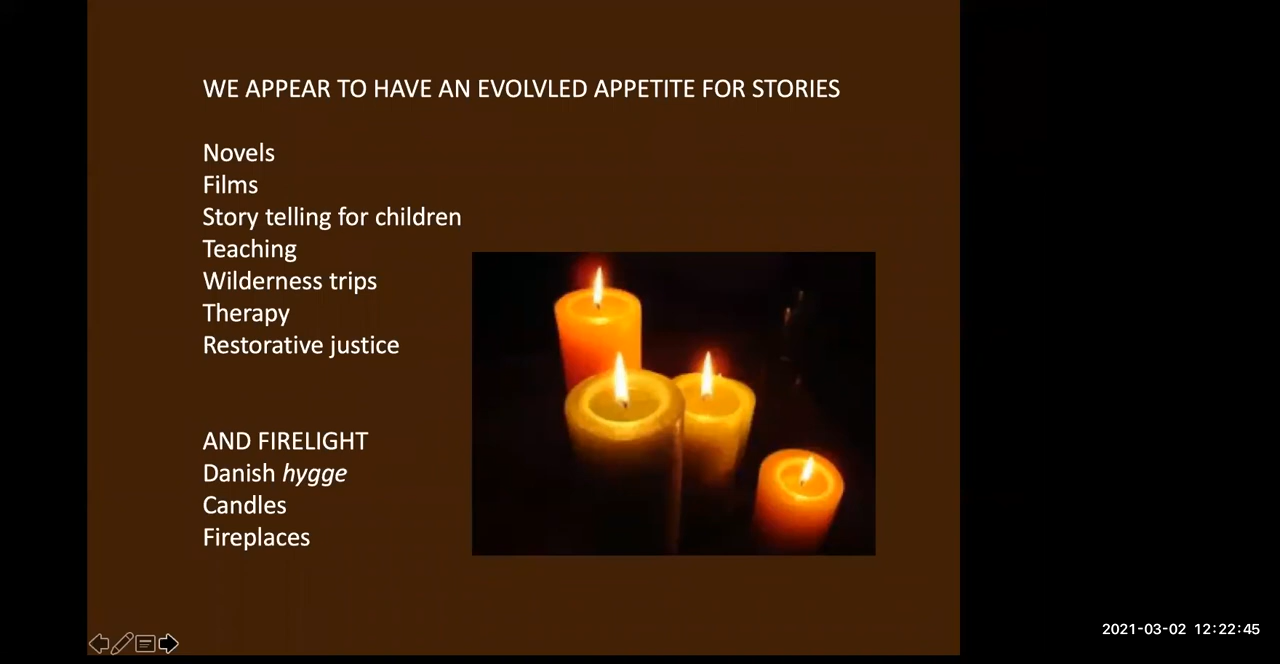 WE APPEAR TO HAVE AN EVOLVLED APPETITE FOR STORIES
Novels
Films
Story telling for children
Teaching
Wilderness trips
Therapy
Restorative justice
AND FIRELIGHT
Danish hygge
Candles
Fireplaces
2021-03-02 12:22:45